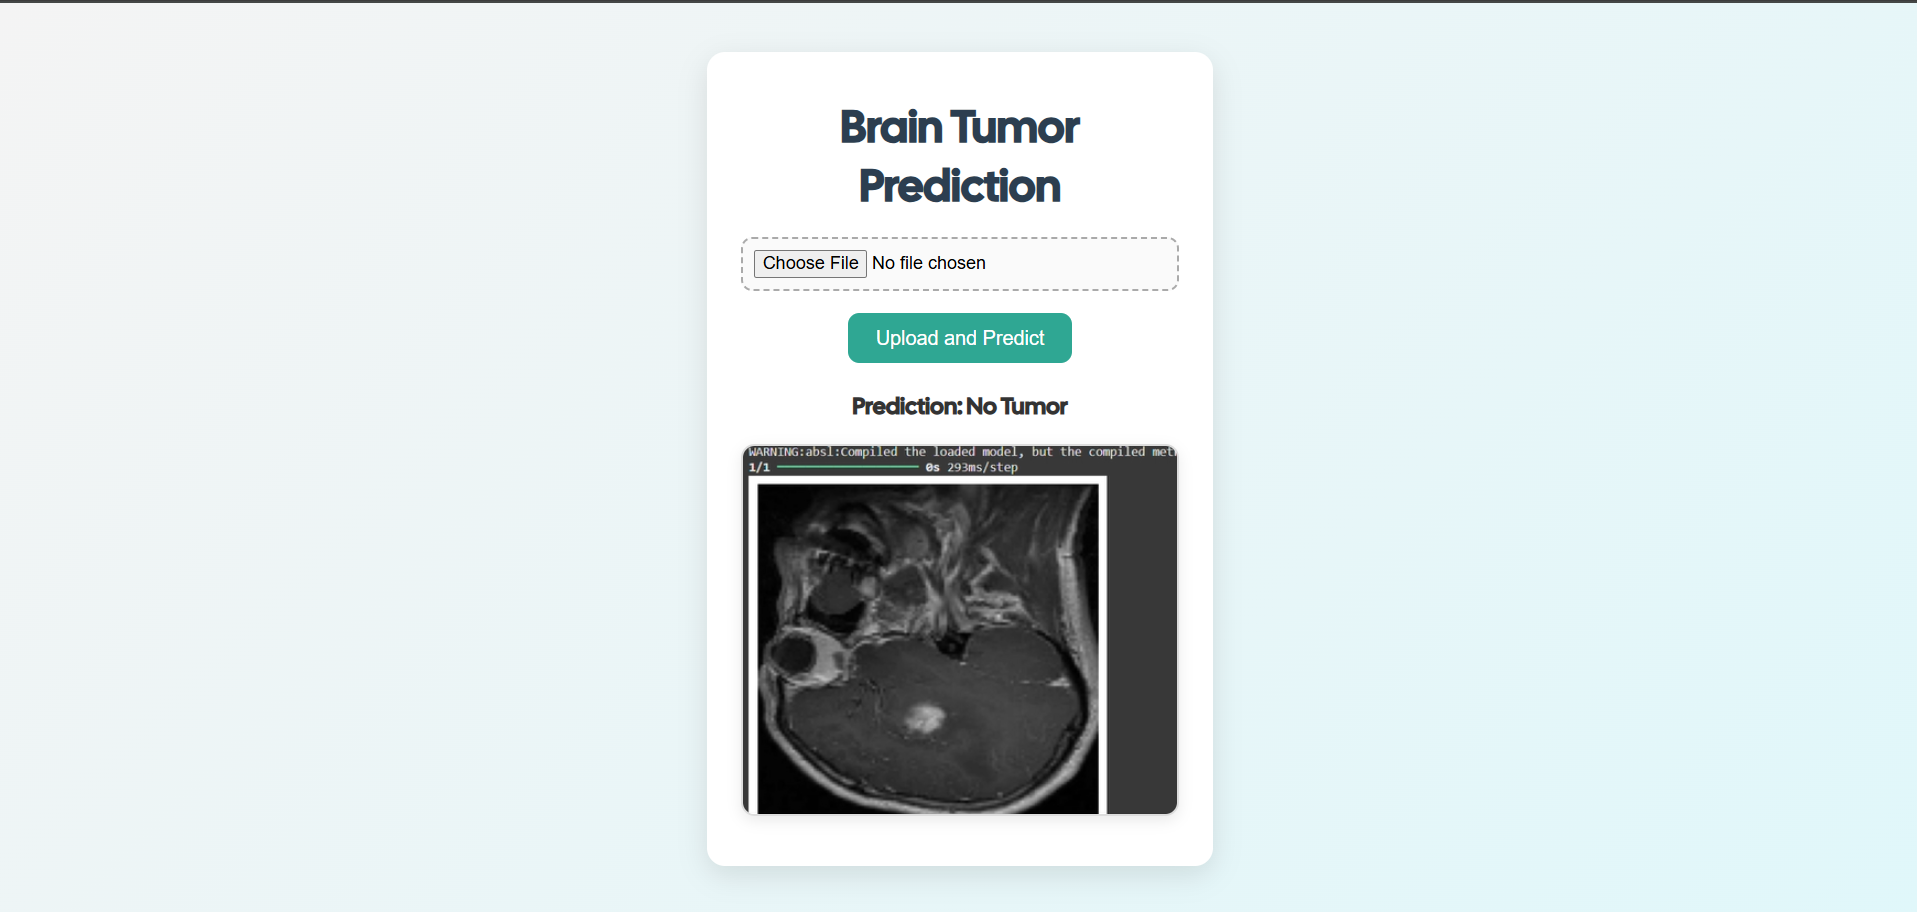 Brain Tumor
Prediction
Choose File No file chosen
Upload and Predict
Prediction: No Tumor
WARNING:absl:Compiled the loaded model, but the compiled met
1/1 0s 293ms/step